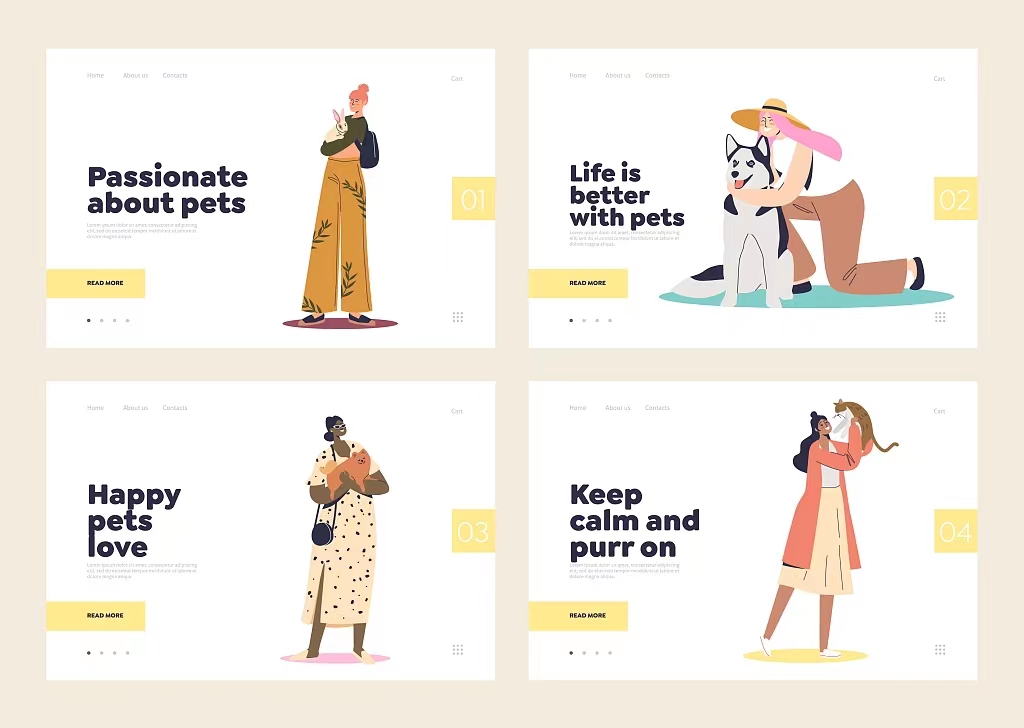 Home About us Contacts Cart
Passionate
about pets
01
Lorem ipsum dolor sit amet, consectetur adipiscing
elit, sed do eiusmod tempor incididunt ut labore et
dolore magna aliqua.
READ MORE
Home About us Contacts Cart
Life is
better
with pets
02
Lorem ipsum dolor sit amet, consectetur adipiscing
elit, sed do eiusmod tempor incididunt ut labore et
dolore magna aliqua.
READ MORE
Home About us Contacts Cart
Happy
pets
love
03
Lorem ipsum dolor sit amet, consectetur adipiscing
elit, sed do eiusmod tempor incididunt ut labore et
dolore magna aliqua.
READ MORE
Home About us Contacts Cart
Keep
calm and
purr on
04
Lorem ipsum dolor sit amet, consectetur adipiscing
elit, sed do eiusmod tempor incididunt ut labore et
dolore magna aliqua.
READ MORE